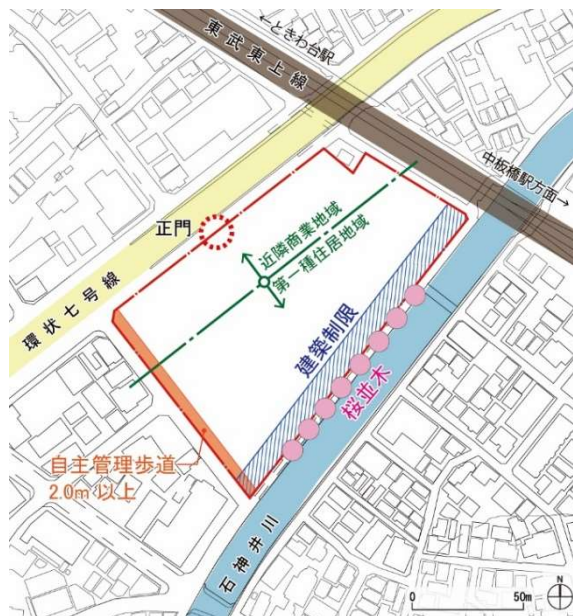 ←ときわ台駅
東武東上線
中板橋駅方面→
正門
近隣商業地域
第一種住居地域
環状七号線
建築制限
桜並木
自主管理歩道
2.0m 以上
石神井川
0 50m
N